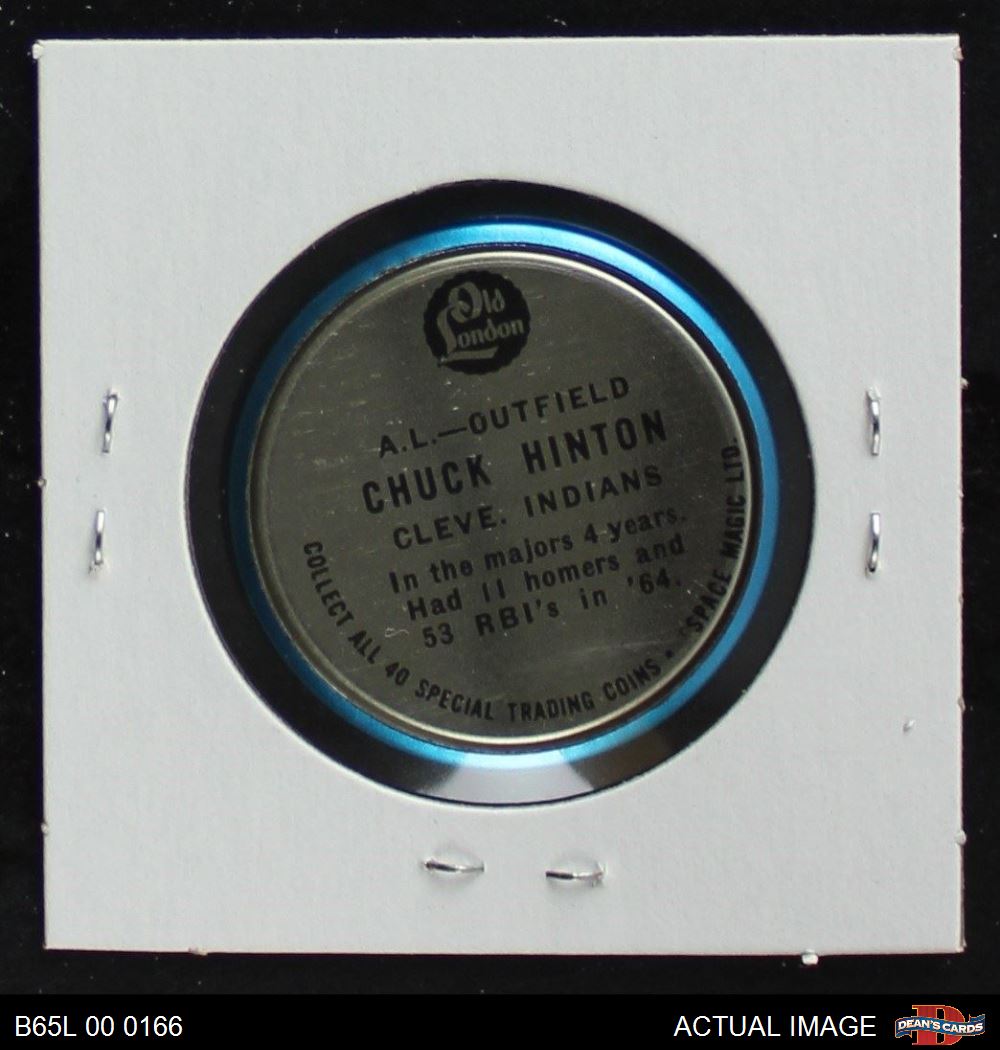 Old
London
A.L.—OUTFIELD
CHUCK HINTON
CLEVE. INDIANS
In the majors 4 years.
Had 11 homers and
53 RBI's in '64.
COLLECT ALL 40 SPECIAL TRADING COINS • SPACE MAGIC LTD.
B65L 00 0166
ACTUAL IMAGE
DEAN'S CARDS